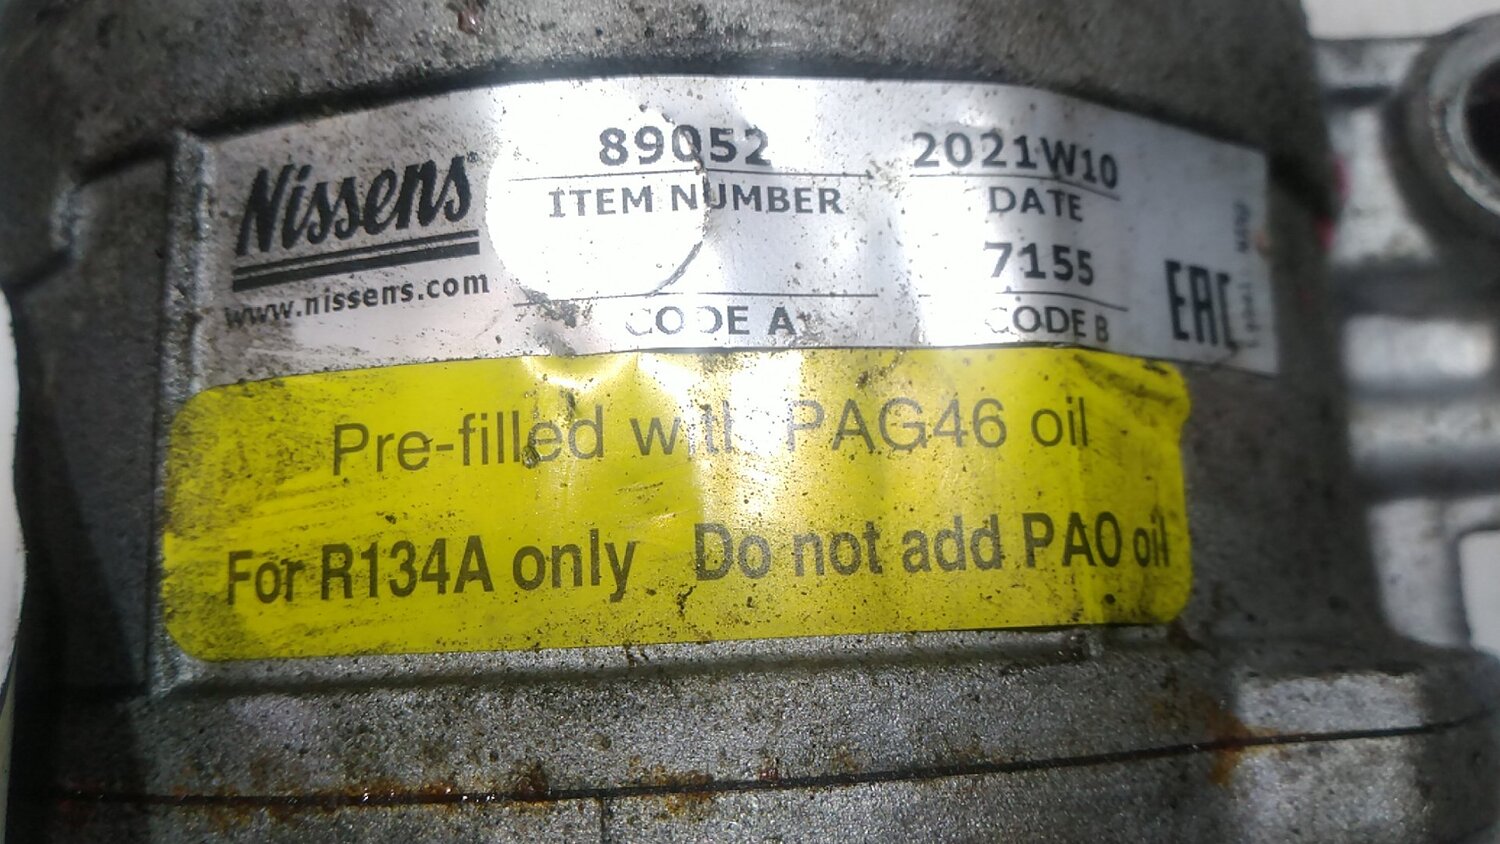 Nissens
www.nissens.com
89052
ITEM NUMBER
CODE A
2021W10
DATE
7155
CODE B
EAC
Pre-filled with PAG46 oil
For R134A only Do not add PAO oil